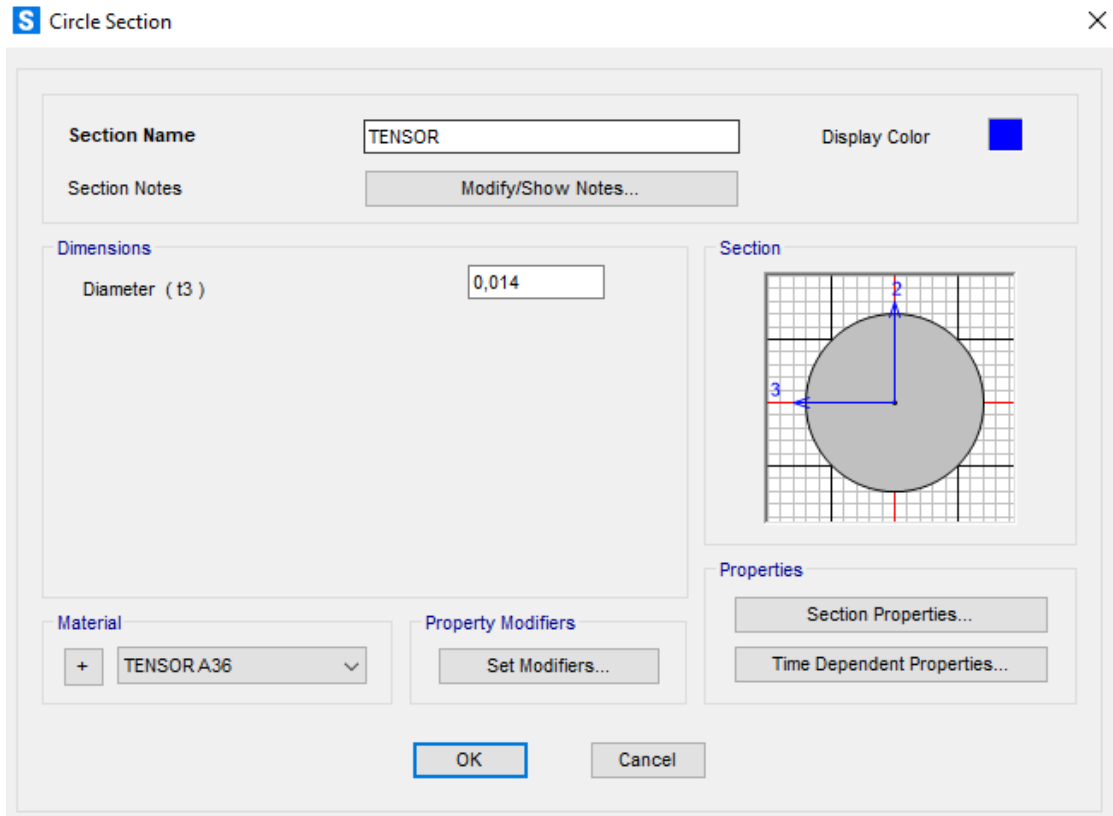 S Circle Section
Section Name TENSOR Display Color
Section Notes Modify/Show Notes...
Dimensions
Diameter ( t3 ) 0,014
Section
2
3
Properties
Section Properties...
Time Dependent Properties...
Material
+ TENSOR A36
Property Modifiers
Set Modifiers...
OK Cancel